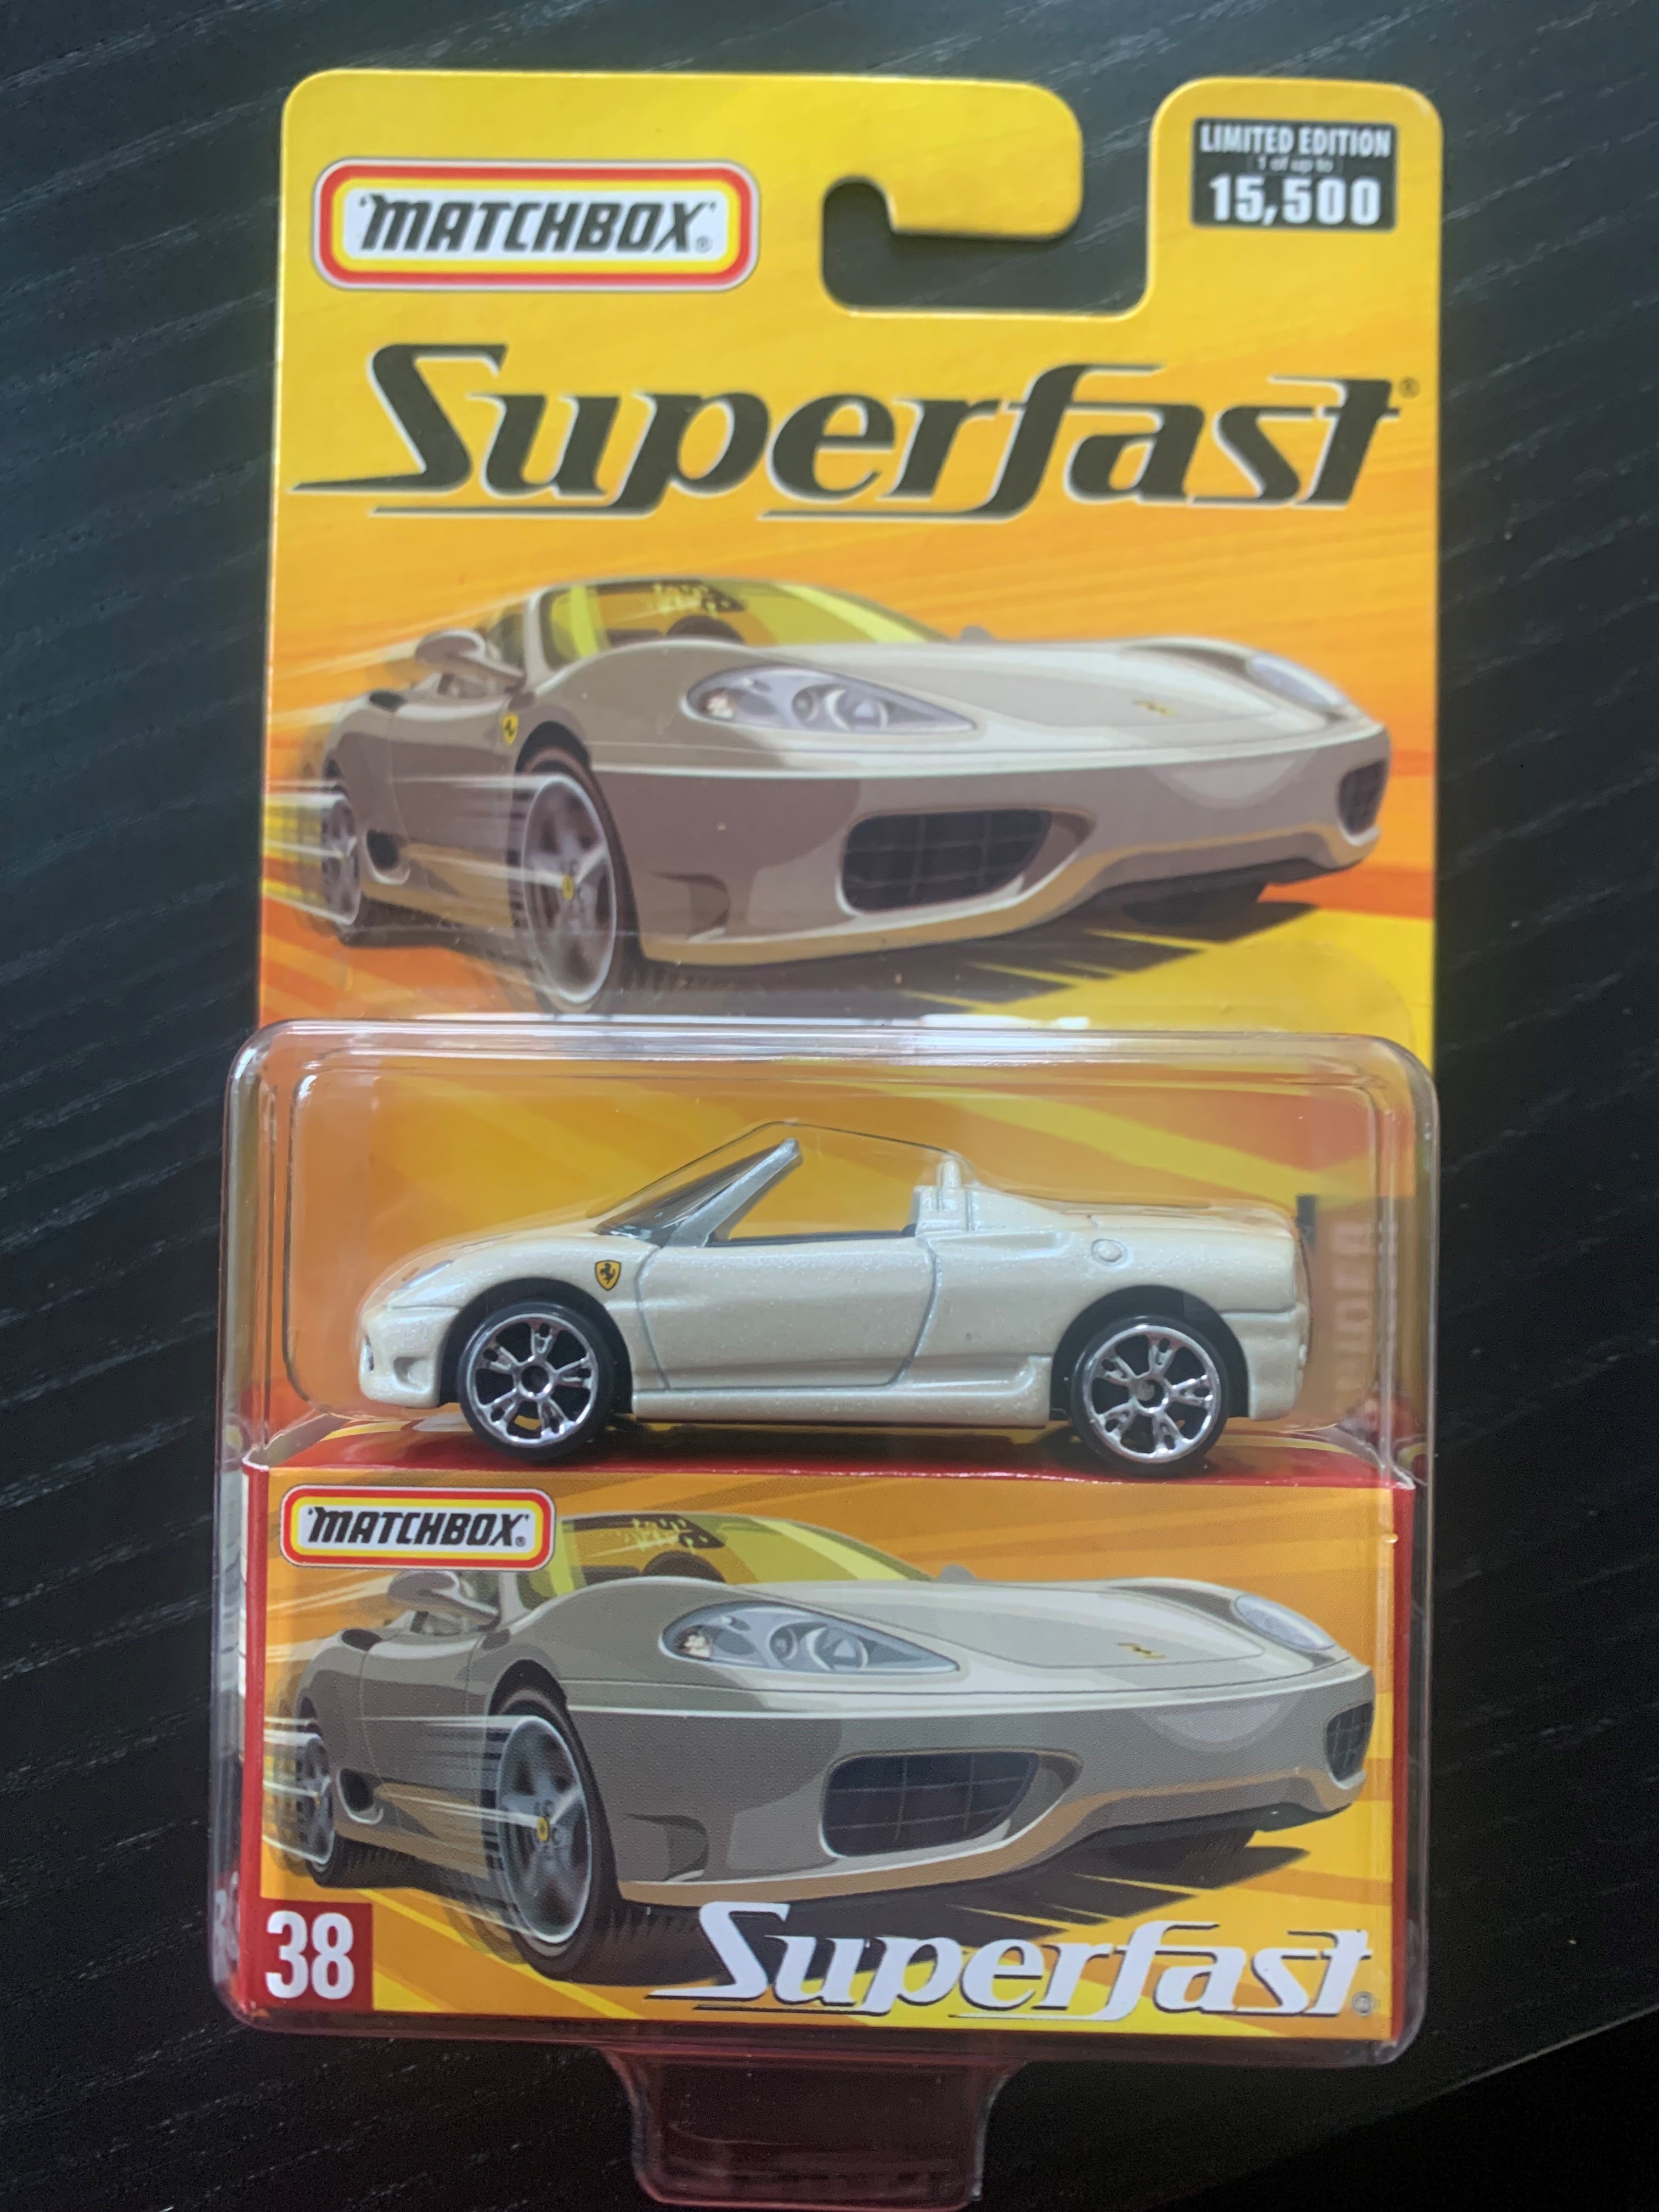 'MATCHBOX'®
LIMITED EDITION
1 of up to
15,500
Superfast®
'MATCHBOX'®
38
Superfast®